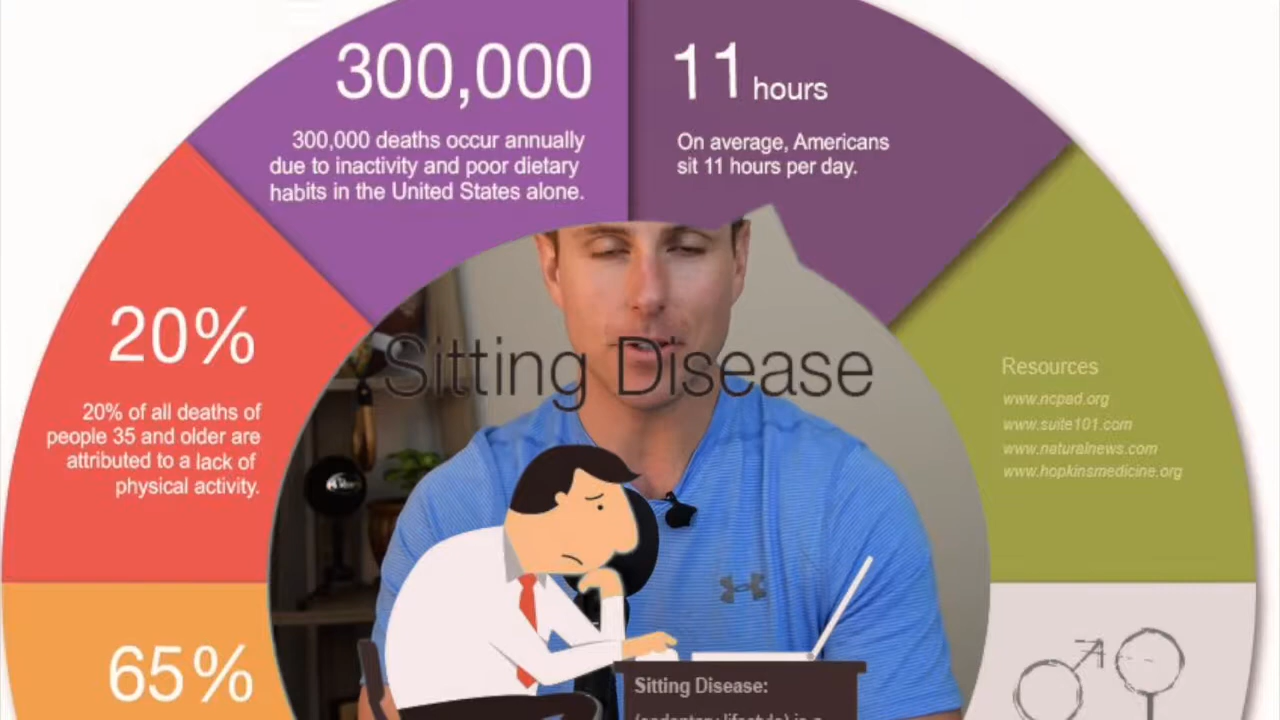 300,000
300,000 deaths occur annually
due to inactivity and poor dietary
habits in the United States alone.
11 hours
On average, Americans
sit 11 hours per day.
20%
20% of all deaths of
people 35 and older are
attributed to a lack of
physical activity.
Sitting Disease
Resources
www.ncpad.org
www.suite101.com
www.naturalnews.com
www.hopkinsmedicine.org
65%
Sitting Disease:
(sedentary lifestyle) is a